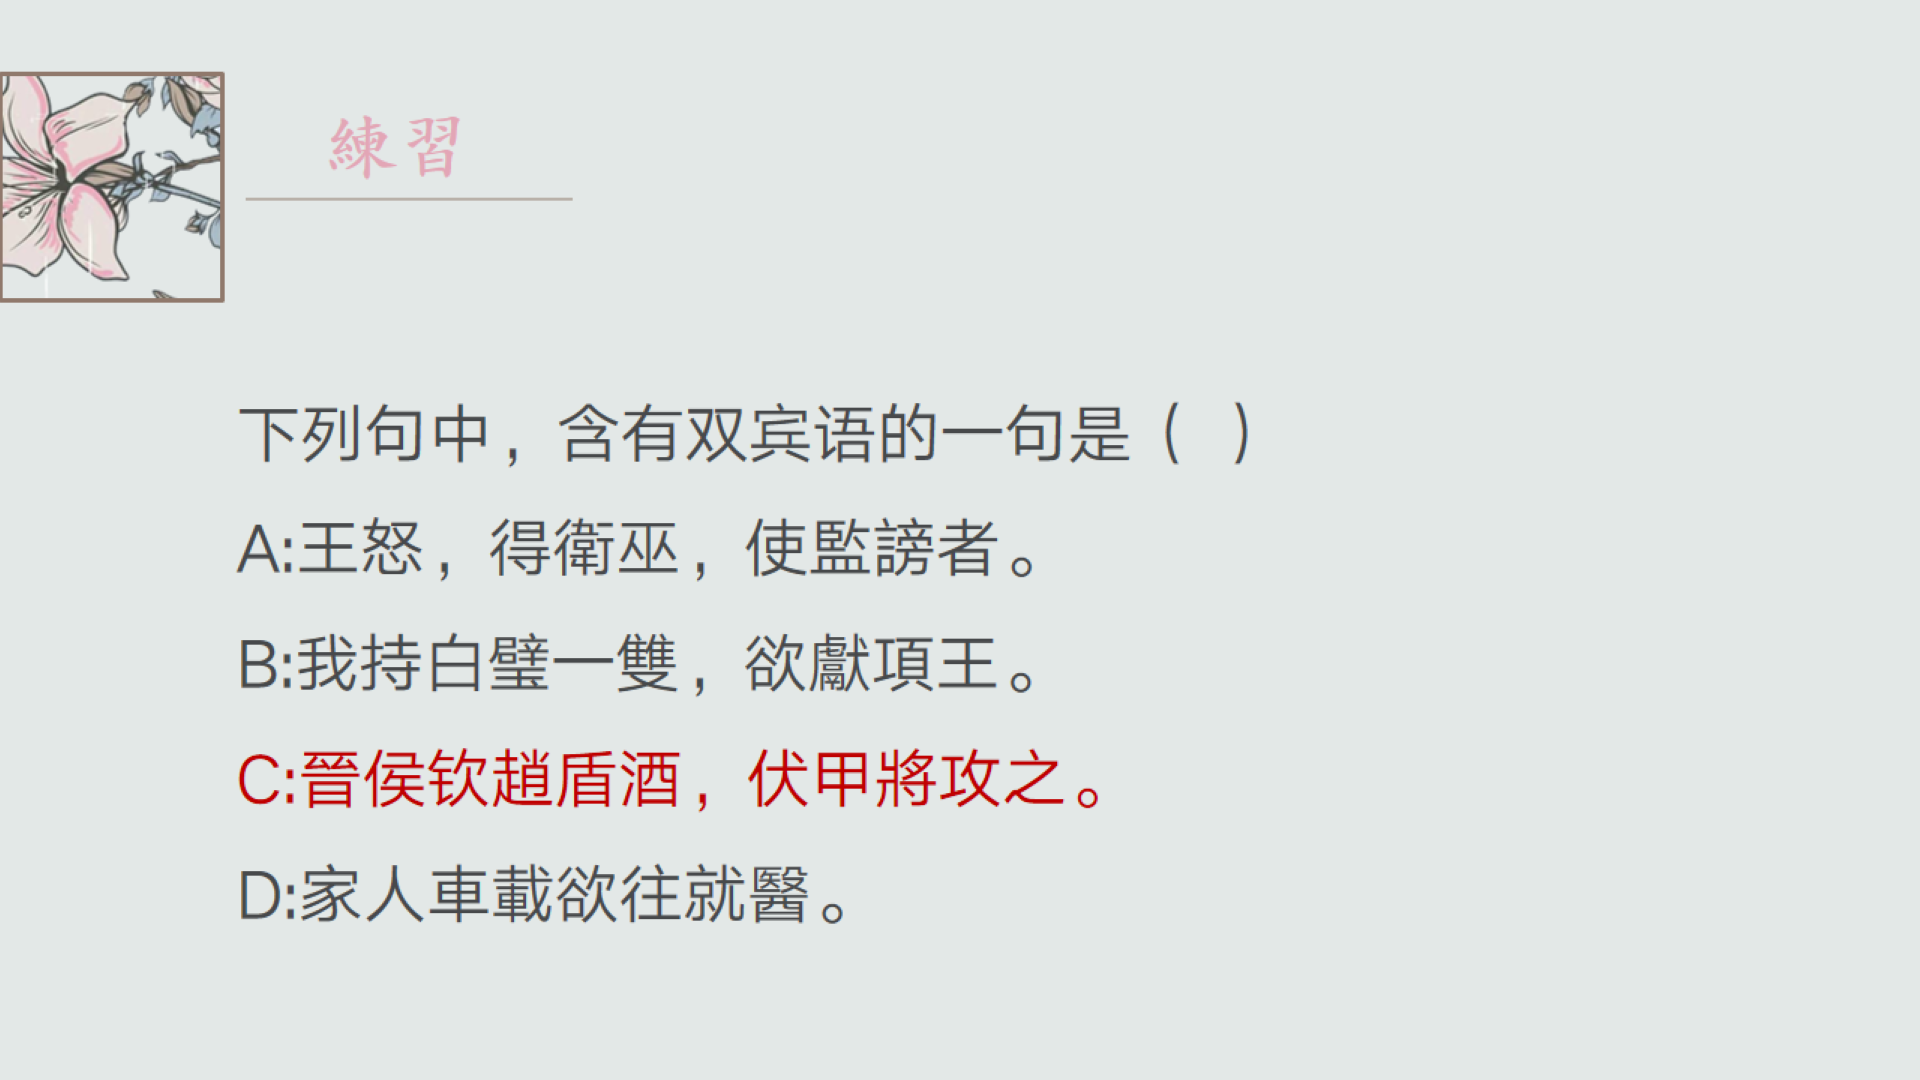 練習
下列句中，含有双宾语的一句是（ ）
A:王怒，得衛巫，使監謗者。
B:我持白璧一雙，欲獻項王。
C:晉侯钦趙盾酒，伏甲將攻之。
D:家人車載欲往就醫。